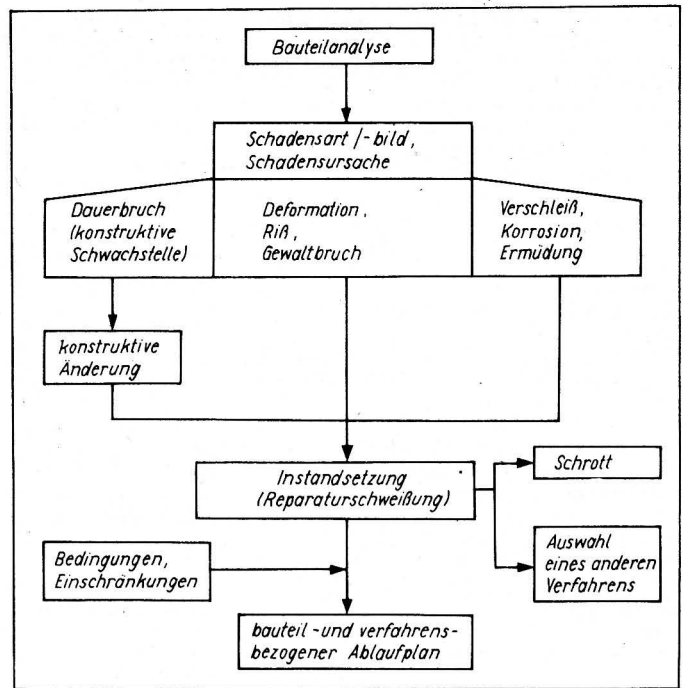 Bauteilanalyse
Schadensart /-bild,
Schadensursache
Dauerbruch
(konstruktive
Schwachstelle)
Deformation,
Riß,
Gewaltbruch
Verschleiß,
Korrosion,
Ermüdung
konstruktive
Änderung
Instandsetzung
(Reparaturschweißung)
Schrott
Bedingungen,
Einschränkungen
Auswahl
eines anderen
Verfahrens
bauteil-und verfahrens-
bezogener Ablaufplan